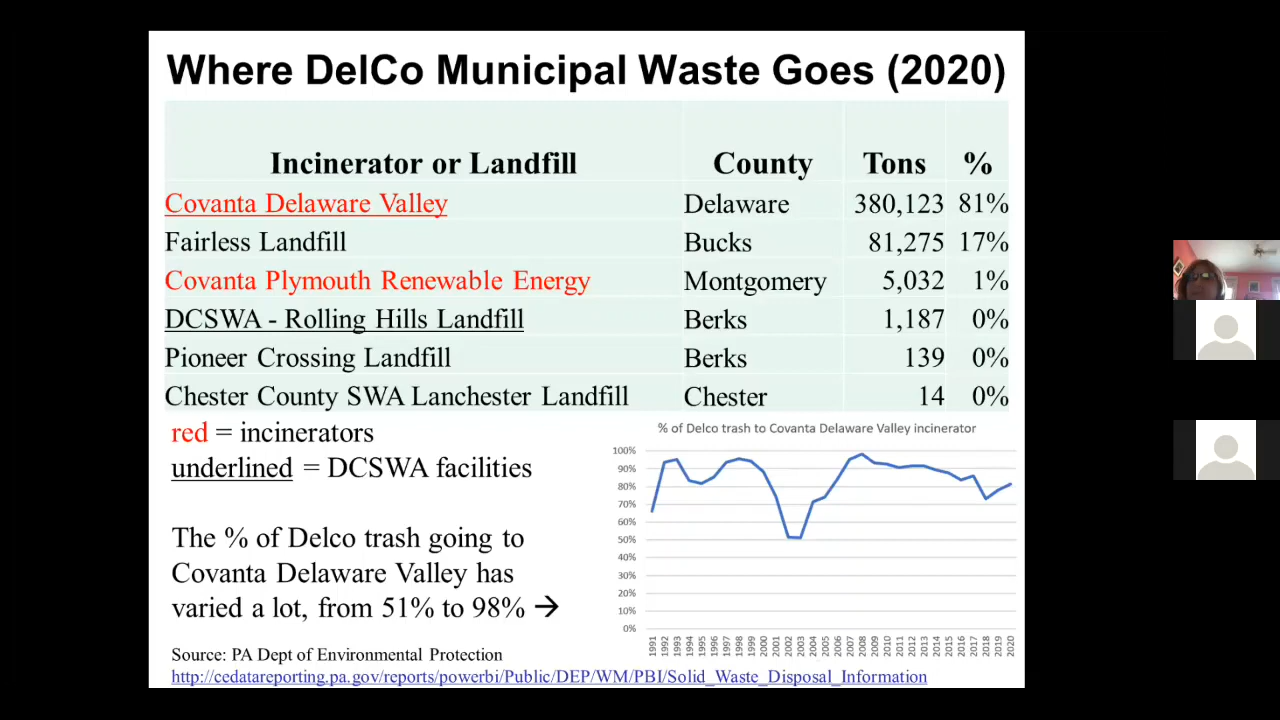 Where DelCo Municipal Waste Goes (2020)
Incinerator or Landfill County Tons %
Covanta Delaware Valley Delaware 380,123 81%
Fairless Landfill Bucks 81,275 17%
Covanta Plymouth Renewable Energy Montgomery 5,032 1%
DCSWA - Rolling Hills Landfill Berks 1,187 0%
Pioneer Crossing Landfill Berks 139 0%
Chester County SWA Lanchester Landfill Chester 14 0%
red = incinerators
underlined = DCSWA facilities
The % of Delco trash going to
Covanta Delaware Valley has
varied a lot, from 51% to 98% →
% of Delco trash to Covanta Delaware Valley incinerator
100%
90%
80%
70%
60%
50%
40%
30%
20%
10%
0%
1991 1992 1993 1994 1995 1996 1997 1998 1999 2000 2001 2002 2003 2004 2005 2006 2007 2008 2009 2010 2011 2012 2013 2014 2015 2016 2017 2018 2019 2020
Source: PA Dept of Environmental Protection
http://cedatareporting.pa.gov/reports/powerbi/Public/DEP/WM/PBI/Solid_Waste_Disposal_Information